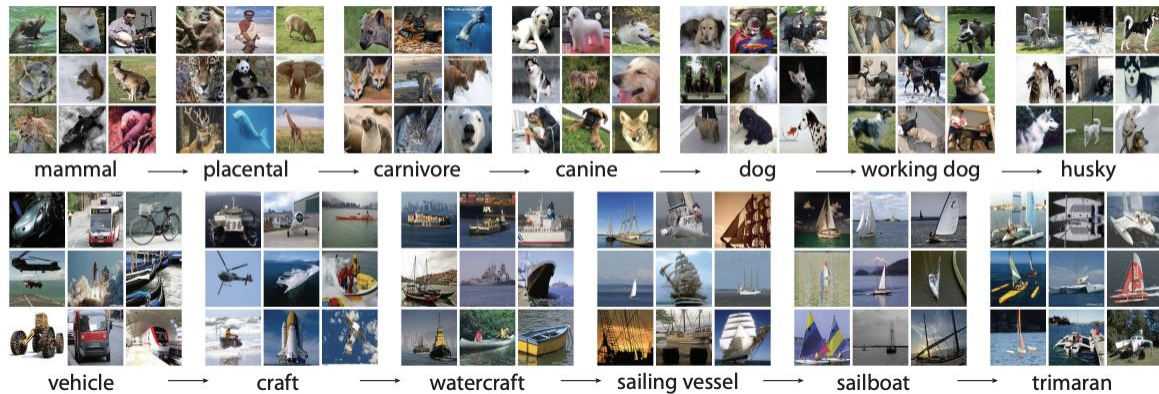 mammal → placental → carnivore → canine → dog → working dog → husky
vehicle → craft → watercraft → sailing vessel → sailboat → trimaran